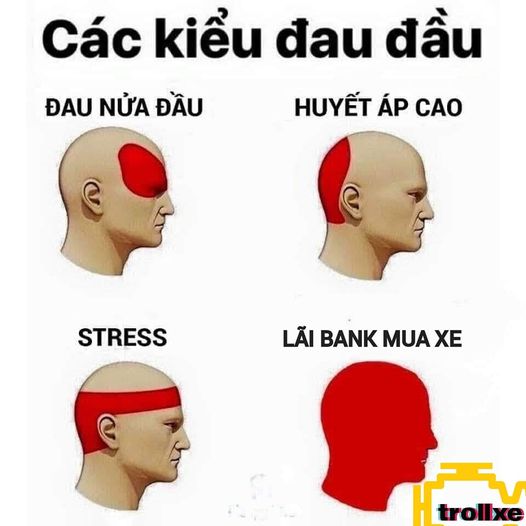 Các kiểu đau đầu
ĐAU NỬA ĐẦU
HUYẾT ÁP CAO
STRESS
LÃI BANK MUA XE
trollxe